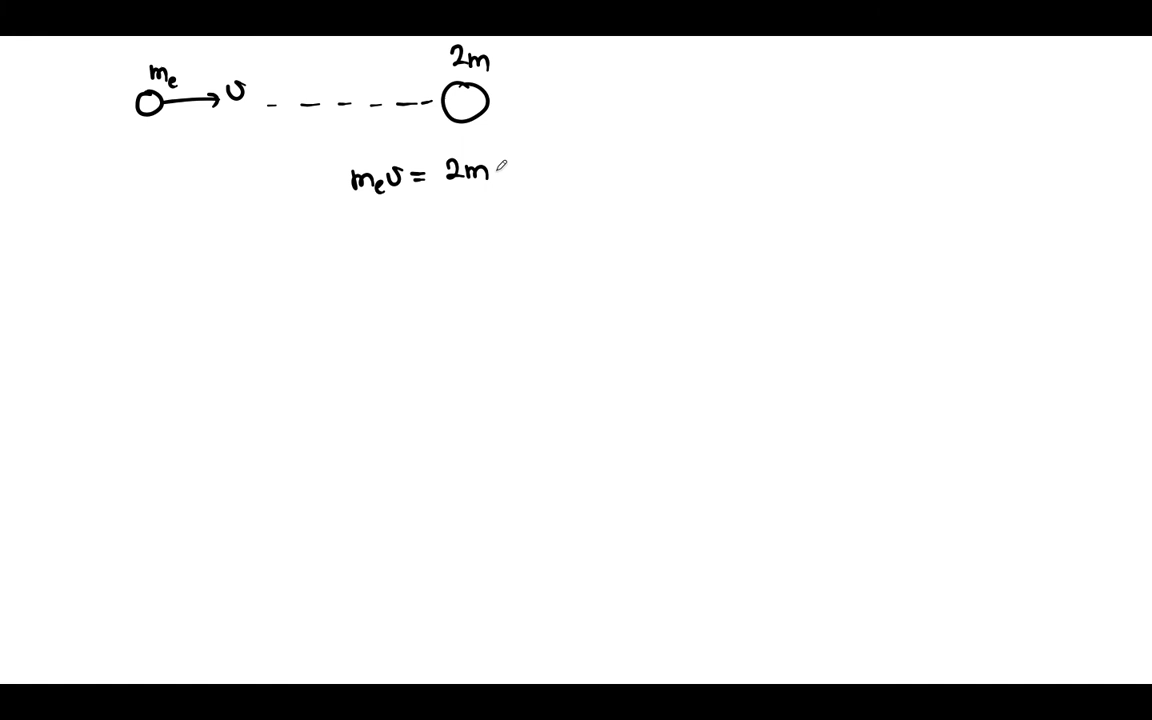 2m
mₑ
v
mₑv = 2m